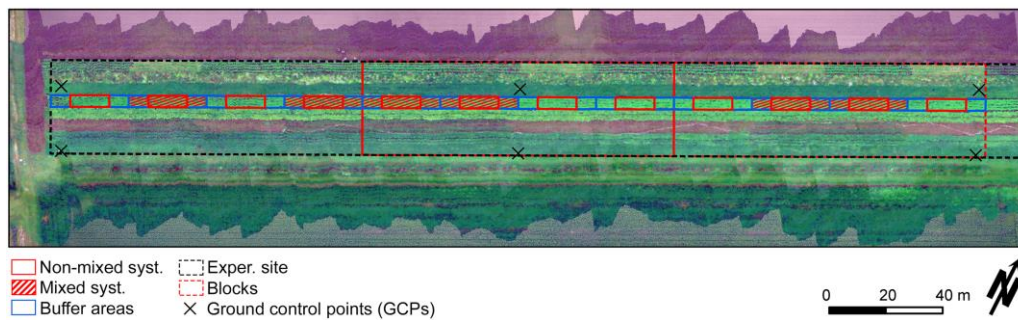 Non-mixed syst.
Exper. site
Mixed syst.
Blocks
Buffer areas
Ground control points (GCPs)
0 20 40 m
N